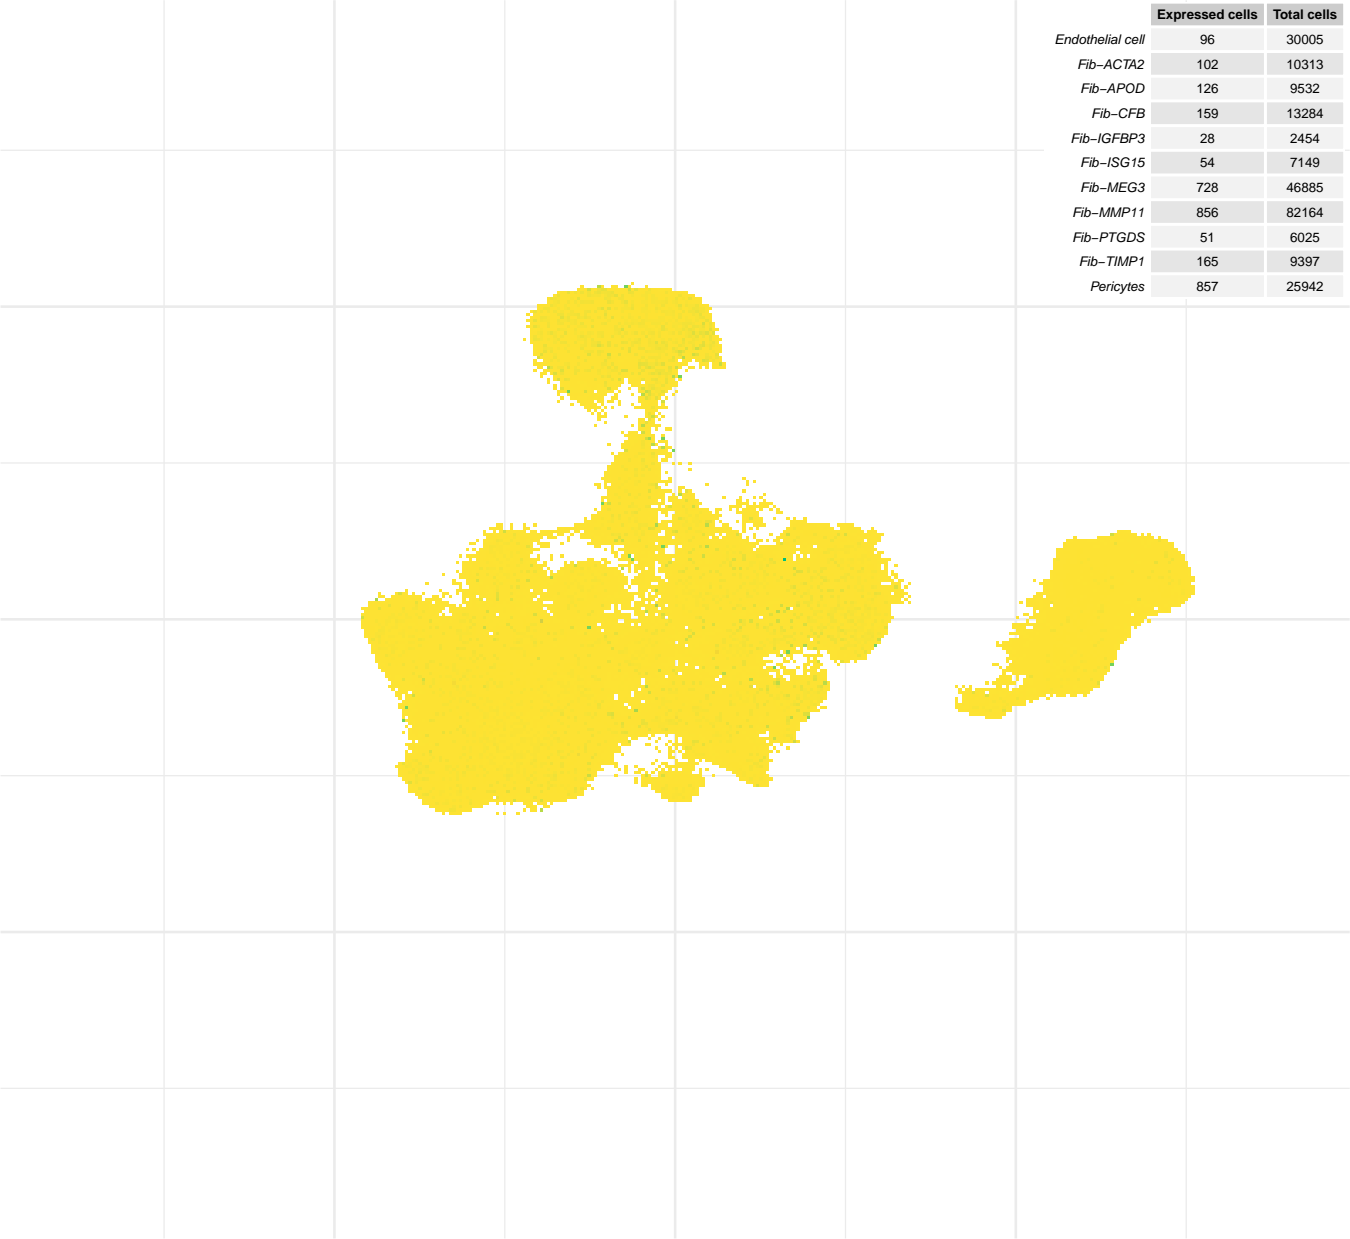 Expressed cells Total cells
Endothelial cell 96 30005
Fib−ACTA2 102 10313
Fib−APOD 126 9532
Fib−CFB 159 13284
Fib−IGFBP3 28 2454
Fib−ISG15 54 7149
Fib−MEG3 728 46885
Fib−MMP11 856 82164
Fib−PTGDS 51 6025
Fib−TIMP1 165 9397
Pericytes 857 25942